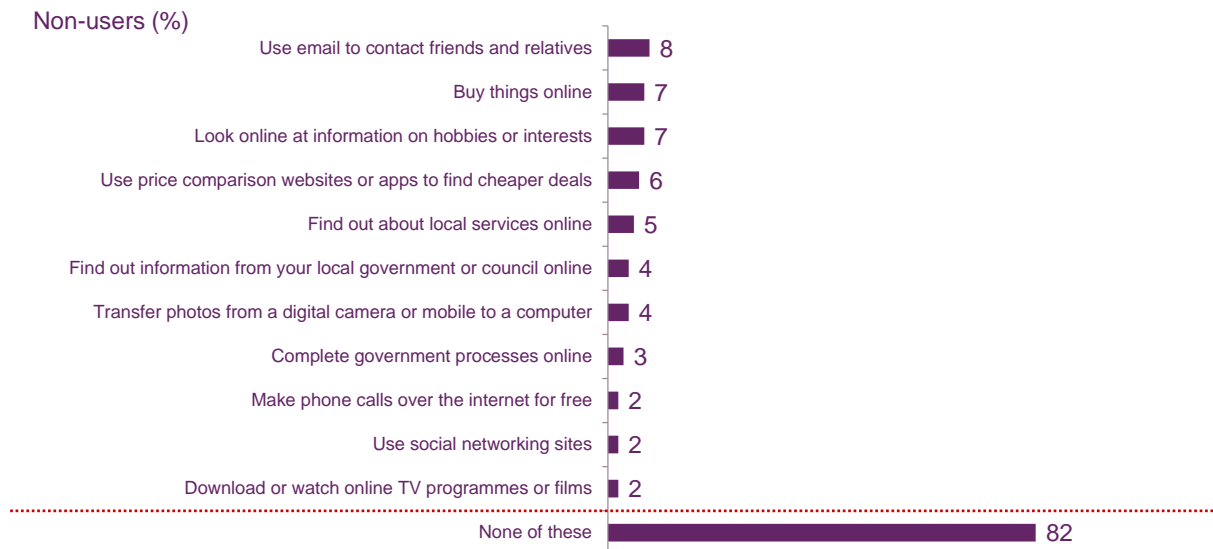 Non-users (%)
Use email to contact friends and relatives 8
Buy things online 7
Look online at information on hobbies or interests 7
Use price comparison websites or apps to find cheaper deals 6
Find out about local services online 5
Find out information from your local government or council online 4
Transfer photos from a digital camera or mobile to a computer 4
Complete government processes online 3
Make phone calls over the internet for free 2
Use social networking sites 2
Download or watch online TV programmes or films 2
None of these 82